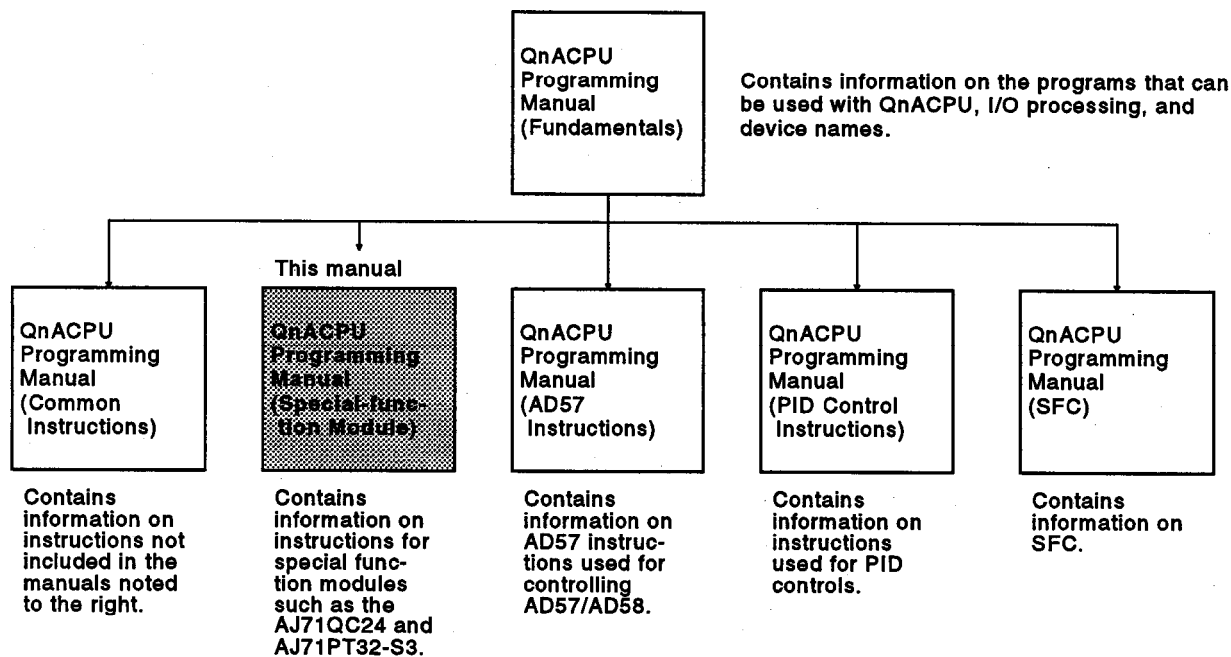 QnACPU
Programming
Manual
(Fundamentals)
Contains information on the programs that can
be used with QnACPU, I/O processing, and
device names.
This manual
QnACPU
Programming
Manual
(Common
Instructions)
QnACPU
Programming
Manual
(Special-func-
tion Module)
QnACPU
Programming
Manual
(AD57
Instructions)
QnACPU
Programming
Manual
(PID Control
Instructions)
QnACPU
Programming
Manual
(SFC)
Contains
information on
instructions not
included in the
manuals noted
to the right.
Contains
information on
instructions for
special func-
tion modules
such as the
AJ71QC24 and
AJ71PT32-S3.
Contains
information on
AD57 instruc-
tions used for
controlling
AD57/AD58.
Contains
information on
instructions
used for PID
controls.
Contains
information on
SFC.